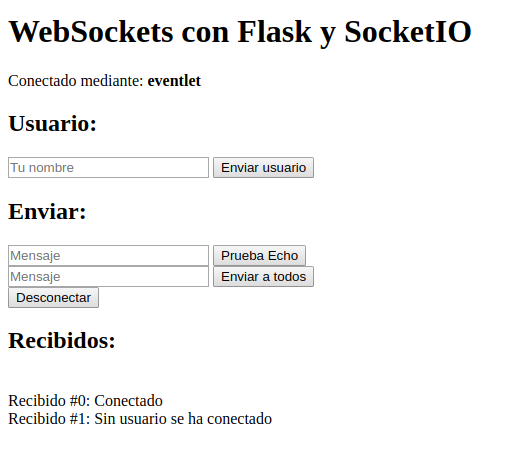 WebSockets con Flask y SocketIO
Conectado mediante: eventlet
Usuario:
Tu nombre Enviar usuario
Enviar:
Mensaje Prueba Echo
Mensaje Enviar a todos
Desconectar
Recibidos:
Recibido #0: Conectado
Recibido #1: Sin usuario se ha conectado